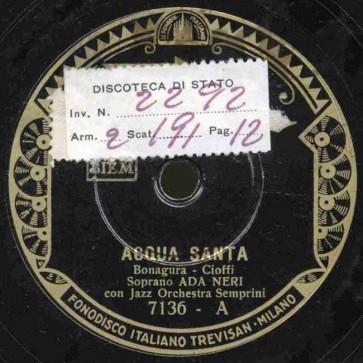 DISCOTECA DI STATO
Inv. N. 2272
Arm. 2 Scat. 191 Pag. 12
BIEM
ACQUA SANTA
Bonagura - Cioffi
Soprano ADA NERI
con Jazz Orchestra Semprini
7136 - A
FONODISCO ITALIANO TREVISAN - MILANO